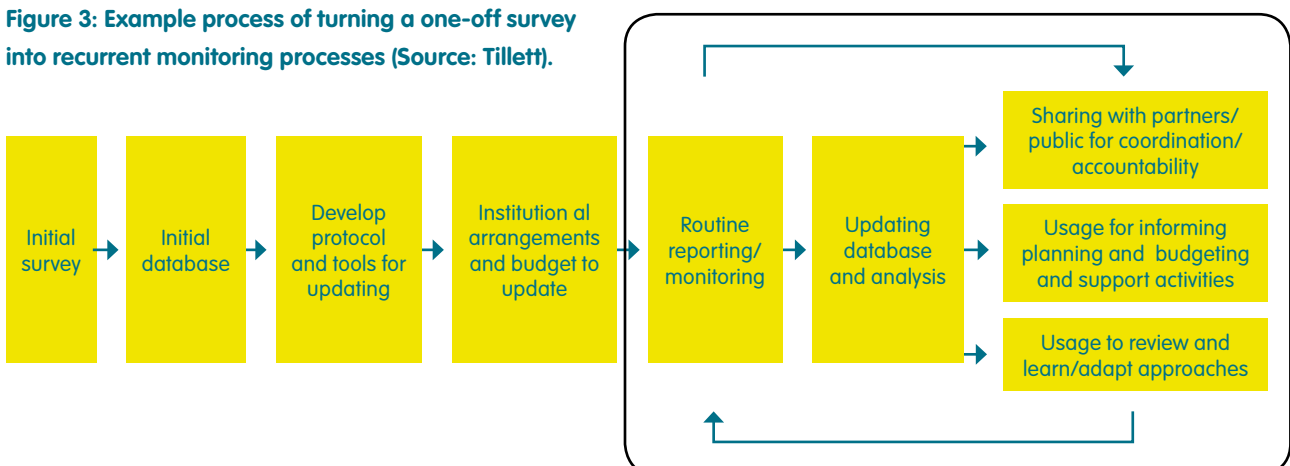 Figure 3: Example process of turning a one-off survey
into recurrent monitoring processes (Source: Tillett).
Initial
survey
Initial
database
Develop
protocol
and tools for
updating
Institution al
arrangements
and budget to
update
Routine
reporting/
monitoring
Updating
database
and analysis
Sharing with partners/
public for coordination/
accountability
Usage for informing
planning and budgeting
and support activities
Usage to review and
learn/adapt approaches